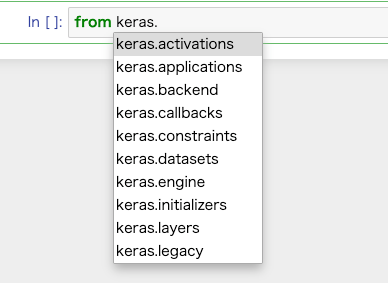 In [ ]: from keras.
keras.activations
keras.applications
keras.backend
keras.callbacks
keras.constraints
keras.datasets
keras.engine
keras.initializers
keras.layers
keras.legacy